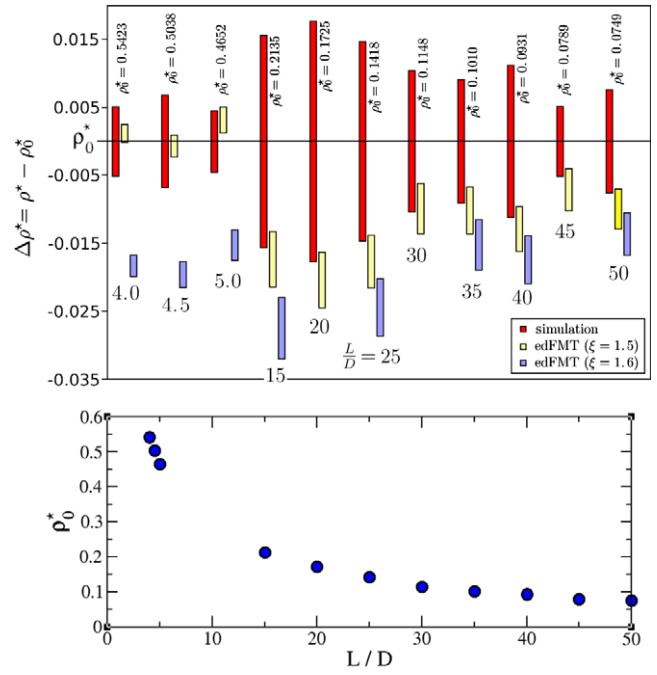 0.015
0.005
ρ₀*
-0.005
-0.015
-0.025
-0.035
Δρ* = ρ* − ρ₀*
ρ₀* = 0.5423
ρ₀* = 0.5038
ρ₀* = 0.4652
ρ₀* = 0.2135
ρ₀* = 0.1725
ρ₀* = 0.1418
ρ₀* = 0.1148
ρ₀* = 0.1010
ρ₀* = 0.0931
ρ₀* = 0.0789
ρ₀* = 0.0749
4.0
4.5
5.0
15
20
L/D = 25
30
35
40
45
50
simulation
edFMT (ξ = 1.5)
edFMT (ξ = 1.6)
0.6
0.5
0.4
0.3
0.2
0.1
0
ρ₀*
0 10 20 30 40 50
L / D